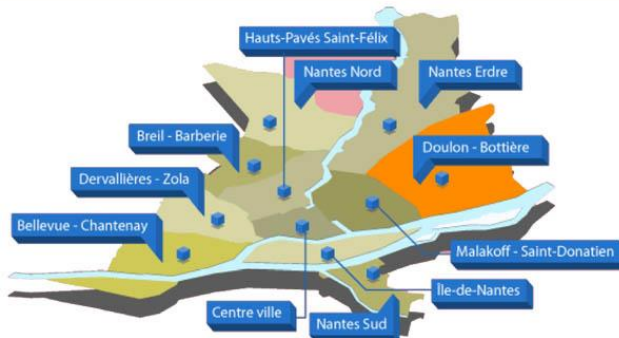 Hauts-Pavés Saint-Félix
Nantes Nord
Nantes Erdre
Breil - Barberie
Doulon - Bottière
Dervallières - Zola
Bellevue - Chantenay
Malakoff - Saint-Donatien
Île-de-Nantes
Centre ville
Nantes Sud